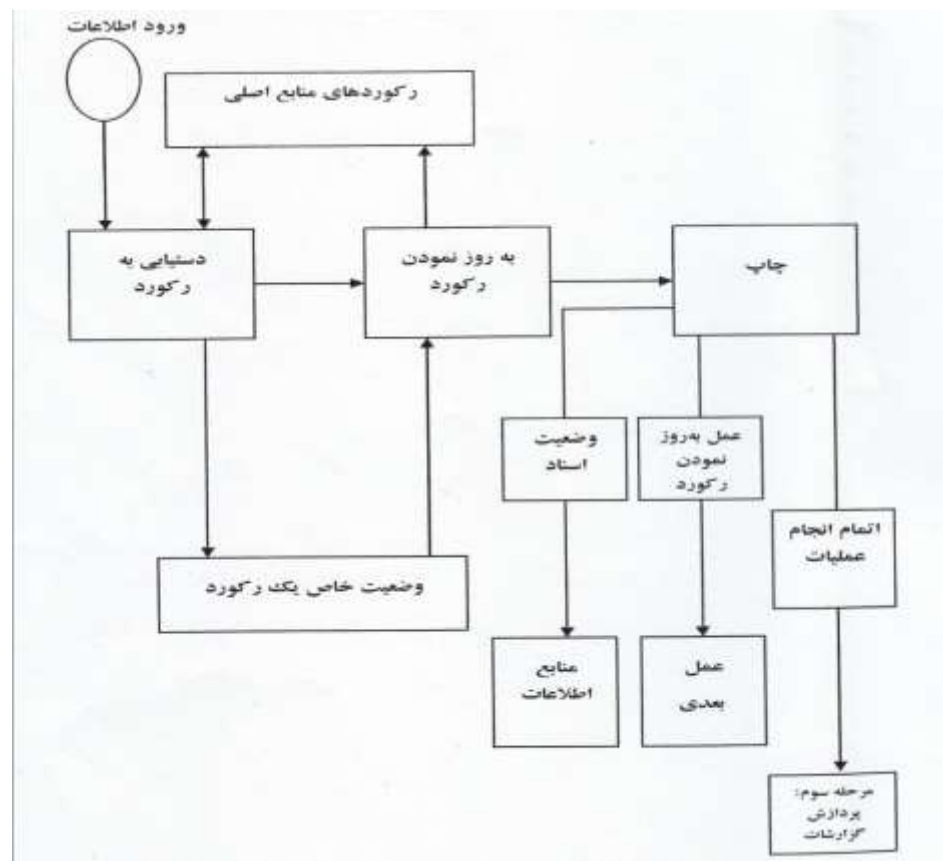 ورود اطلاعات
رکوردهای منابع اصلی
دستیابی به
رکورد
به روز نمودن
رکورد
چاپ
وضعیت
اسناد
عمل به‌روز
نمودن
رکورد
اتمام انجام
عملیات
وضعیت خاص یک رکورد
منابع
اطلاعات
عمل
بعدی
مرحله سوم:
پردازش
گزارشات